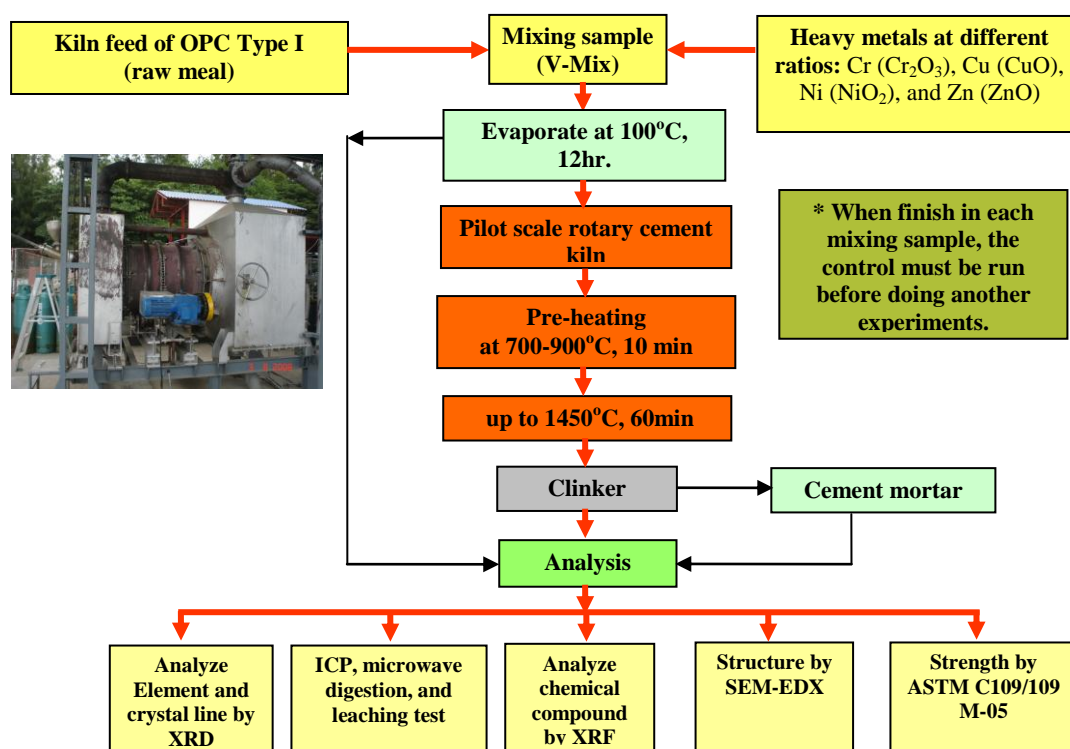 Kiln feed of OPC Type I
(raw meal)
Mixing sample
(V-Mix)
Heavy metals at different
ratios: Cr (Cr₂O₃), Cu (CuO),
Ni (NiO₂), and Zn (ZnO)
Evaporate at 100°C,
12hr.
Pilot scale rotary cement
kiln
* When finish in each
mixing sample, the
control must be run
before doing another
experiments.
Pre-heating
at 700-900°C, 10 min
up to 1450°C, 60min
Clinker
Cement mortar
Analysis
Analyze
Element and
crystal line by
XRD
ICP, microwave
digestion, and
leaching test
Analyze
chemical
compound
by XRF
Structure by
SEM-EDX
Strength by
ASTM C109/109
M-05